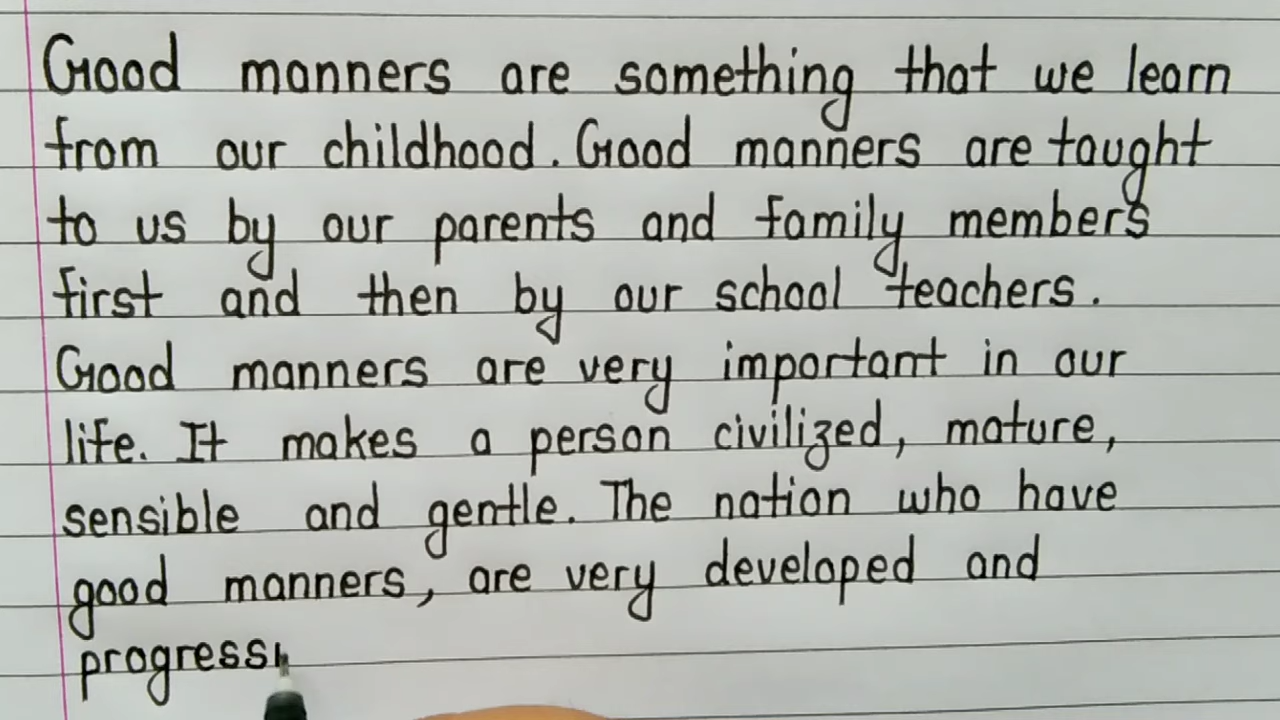 Good manners are something that we learn
from our childhood. Good manners are taught
to us by our parents and family members
first and then by our school teachers.
Good manners are very important in our
life. It makes a person civilized, mature,
sensible and gentle. The nation who have
good manners, are very developed and
progressi